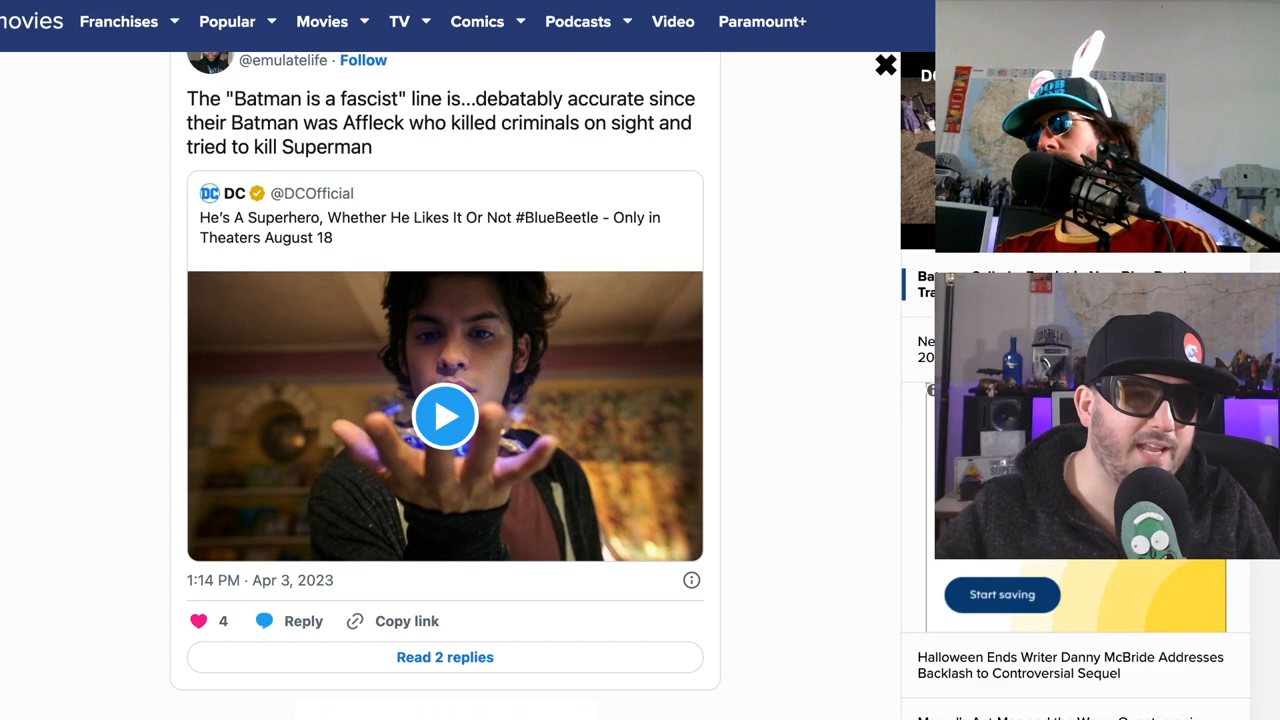 movies Franchises Popular Movies TV Comics Podcasts Video Paramount+
@emulatelife · Follow
The "Batman is a fascist" line is...debatably accurate since
their Batman was Affleck who killed criminals on sight and
tried to kill Superman
DC @DCOfficial
He's A Superhero, Whether He Likes It Or Not #BlueBeetle - Only in
Theaters August 18
1:14 PM · Apr 3, 2023
4 Reply Copy link
Read 2 replies
Start saving
Halloween Ends Writer Danny McBride Addresses
Backlash to Controversial Sequel